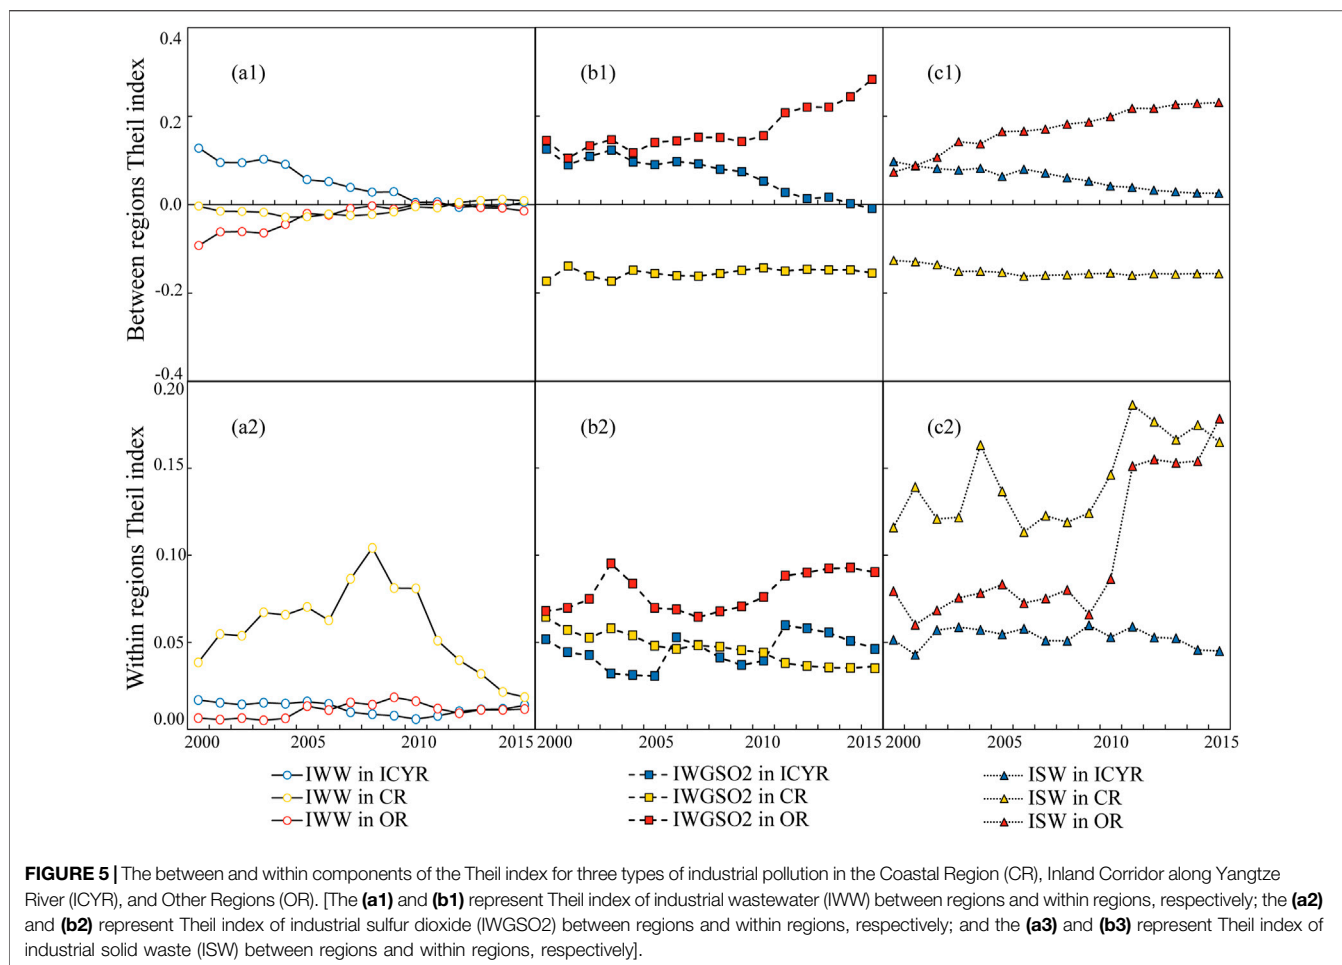 0.4
(a1)
(b1)
(c1)
0.2
0.0
-0.2
-0.4
Between regions Theil index
0.20
(a2)
(b2)
(c2)
0.15
0.10
0.05
0.00
Within regions Theil index
2000 2005 2010 2015 2000 2005 2010 2015 2000 2005 2010 2015
IWW in ICYR
IWW in CR
IWW in OR
IWGSO2 in ICYR
IWGSO2 in CR
IWGSO2 in OR
ISW in ICYR
ISW in CR
ISW in OR
FIGURE 5 | The between and within components of the Theil index for three types of industrial pollution in the Coastal Region (CR), Inland Corridor along Yangtze
River (ICYR), and Other Regions (OR). [The (a1) and (b1) represent Theil index of industrial wastewater (IWW) between regions and within regions, respectively; the (a2)
and (b2) represent Theil index of industrial sulfur dioxide (IWGSO2) between regions and within regions, respectively; and the (a3) and (b3) represent Theil index of
industrial solid waste (ISW) between regions and within regions, respectively].